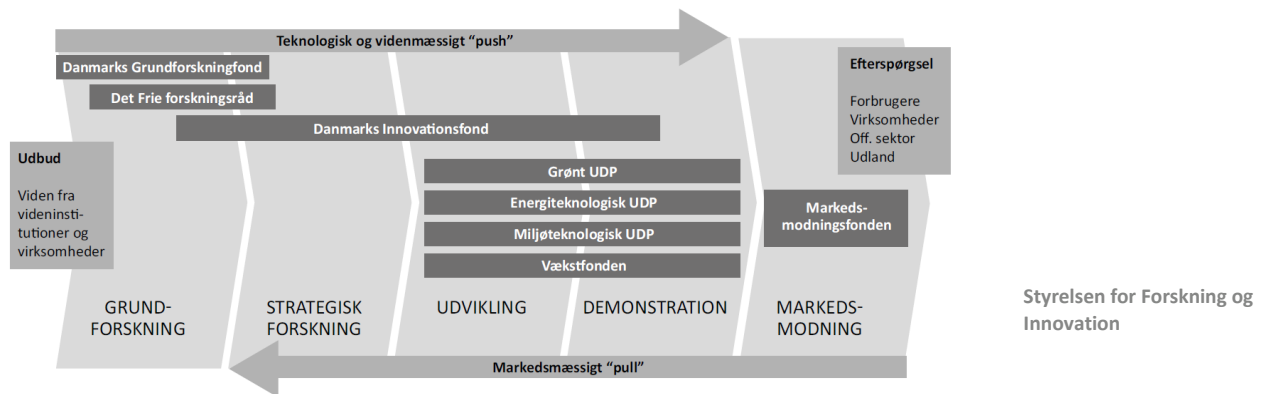 Teknologisk og videnmæssigt “push”
Danmarks Grundforskningfond
Det Frie forskningsråd
Danmarks Innovationsfond
Udbud
Viden fra
videninsti-
tutioner og
virksomheder
Efterspørgsel
Forbrugere
Virksomheder
Off. sektor
Udland
Grønt UDP
Energiteknologisk UDP
Miljøteknologisk UDP
Vækstfonden
Markeds-
modningsfonden
GRUND-
FORSKNING
STRATEGISK
FORSKNING
UDVIKLING
DEMONSTRATION
MARKEDS-
MODNING
Markedsmæssigt “pull”
Styrelsen for Forskning og
Innovation